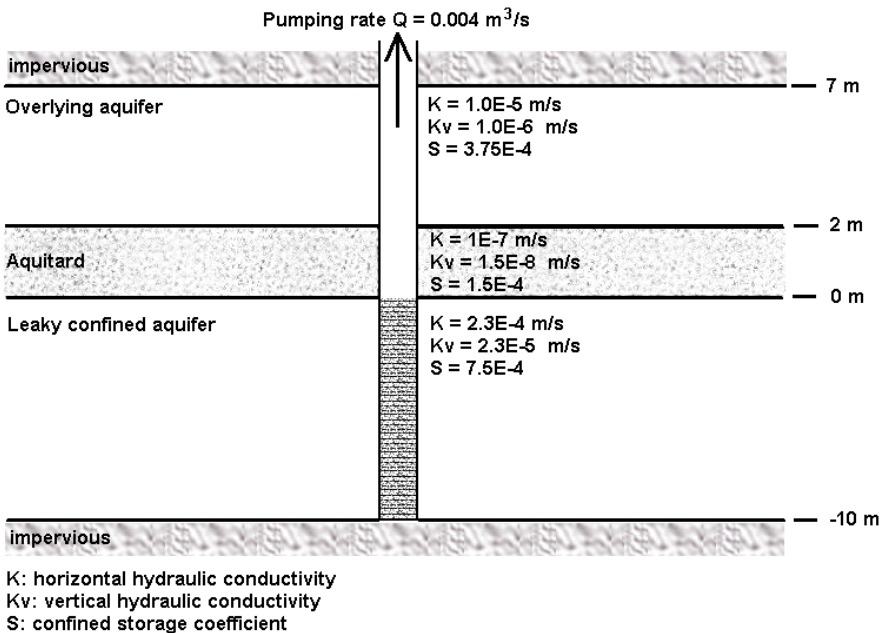 Pumping rate Q = 0.004 m³/s
impervious
7 m
Overlying aquifer
K = 1.0E-5 m/s
Kv = 1.0E-6 m/s
S = 3.75E-4
2 m
Aquitard
K = 1E-7 m/s
Kv = 1.5E-8 m/s
S = 1.5E-4
0 m
Leaky confined aquifer
K = 2.3E-4 m/s
Kv = 2.3E-5 m/s
S = 7.5E-4
-10 m
impervious
K: horizontal hydraulic conductivity
Kv: vertical hydraulic conductivity
S: confined storage coefficient